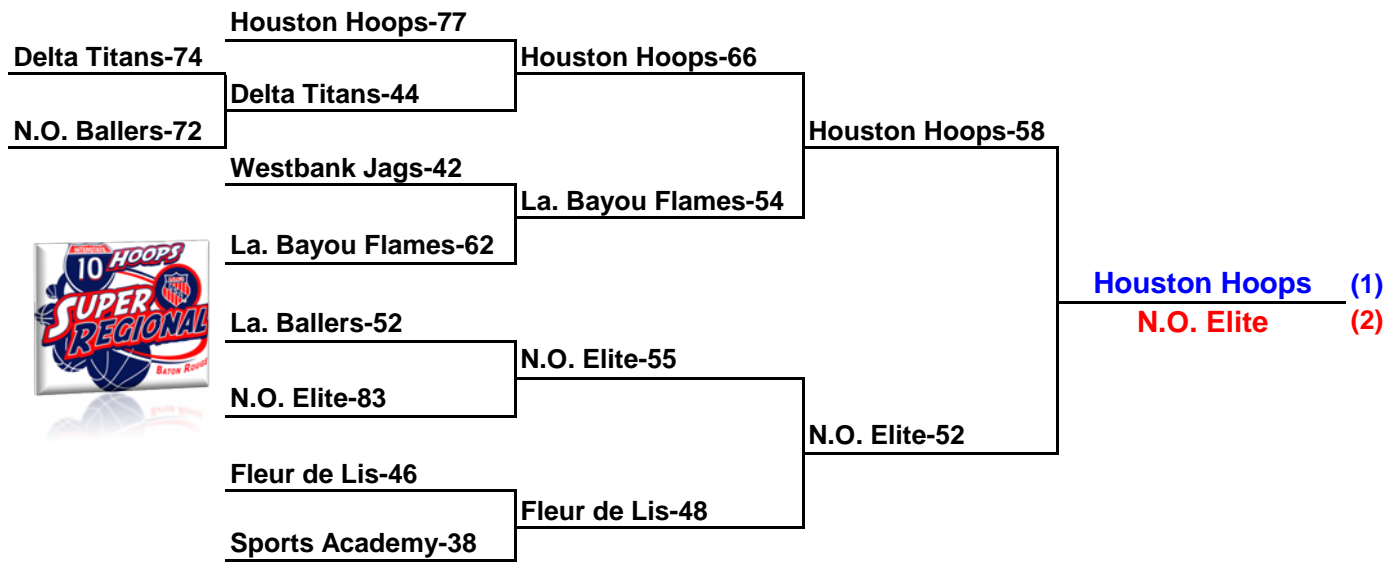 Houston Hoops-77
Delta Titans-74
Houston Hoops-66
Delta Titans-44
N.O. Ballers-72
Houston Hoops-58
Westbank Jags-42
La. Bayou Flames-54
La. Bayou Flames-62
INTERSTATE
10 HOOPS
SUPER
REGIONAL
BATON ROUGE
Houston Hoops (1)
N.O. Elite (2)
La. Ballers-52
N.O. Elite-55
N.O. Elite-83
N.O. Elite-52
Fleur de Lis-46
Fleur de Lis-48
Sports Academy-38